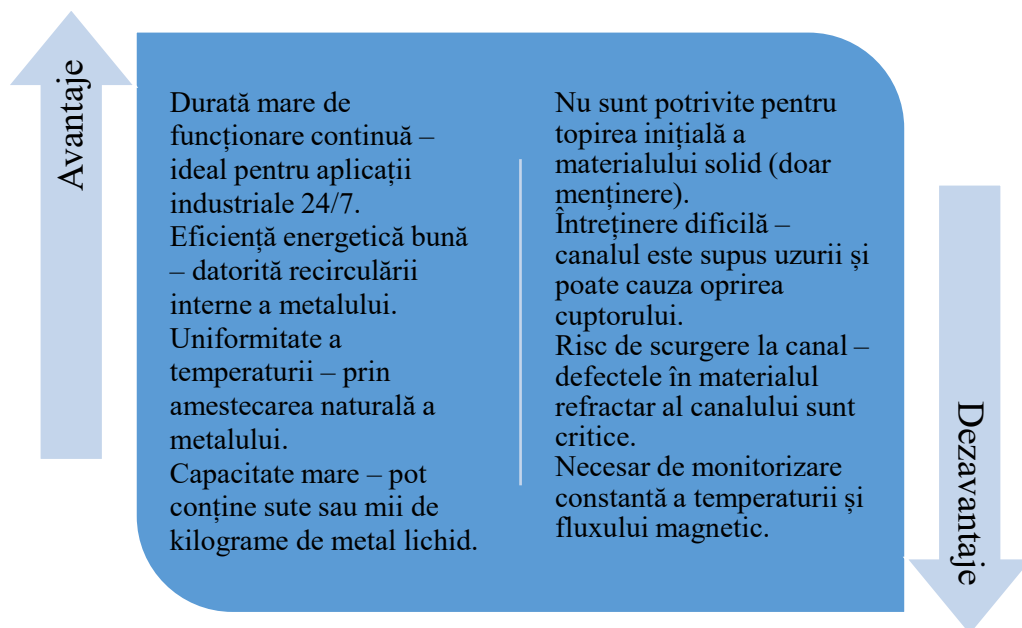 Avantaje
Durată mare de
funcționare continuă –
ideal pentru aplicații
industriale 24/7.
Eficiență energetică bună
– datorită recirculării
interne a metalului.
Uniformitate a
temperaturii – prin
amestecarea naturală a
metalului.
Capacitate mare – pot
conține sute sau mii de
kilograme de metal lichid.
Nu sunt potrivite pentru
topirea inițială a
materialului solid (doar
menținere).
Întreținere dificilă –
canalul este supus uzurii și
poate cauza oprirea
cuptorului.
Risc de scurgere la canal –
defectele în materialul
refractar al canalului sunt
critice.
Necesar de monitorizare
constantă a temperaturii și
fluxului magnetic.
Dezavantaje